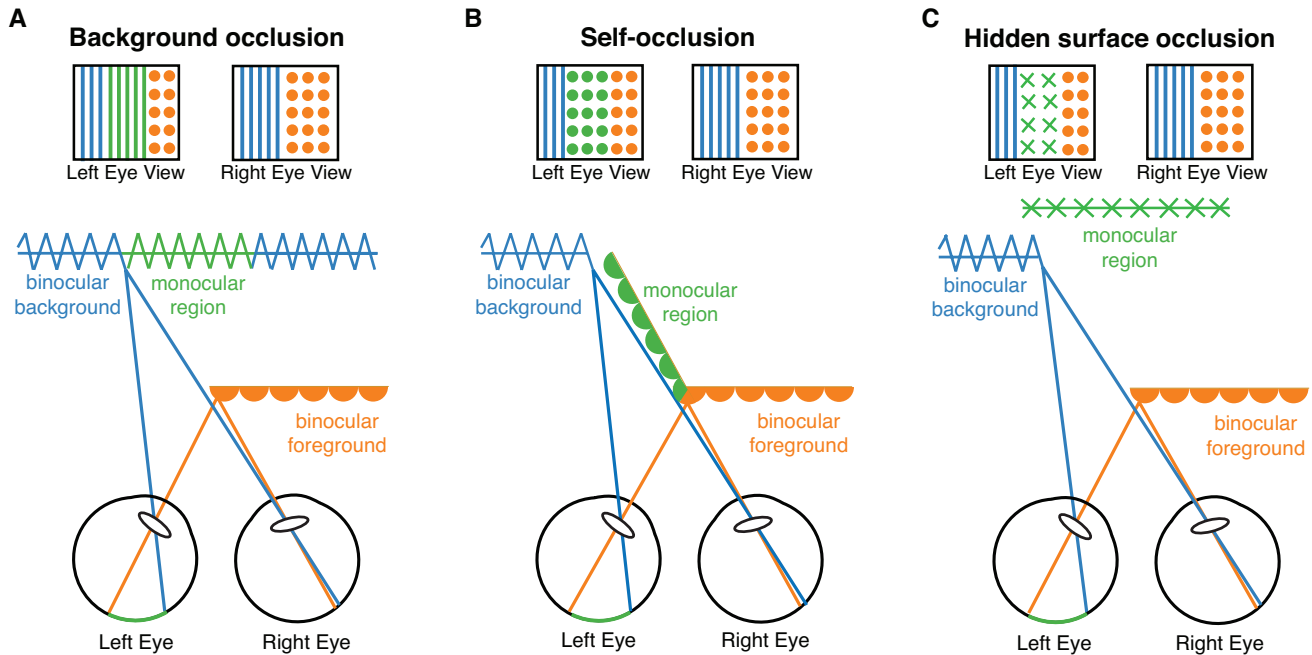 A
Background occlusion
Left Eye View
Right Eye View
binocular
background
monocular
region
binocular
foreground
Left Eye
Right Eye
B
Self-occlusion
Left Eye View
Right Eye View
binocular
background
monocular
region
binocular
foreground
Left Eye
Right Eye
C
Hidden surface occlusion
Left Eye View
Right Eye View
monocular
region
binocular
background
binocular
foreground
Left Eye
Right Eye